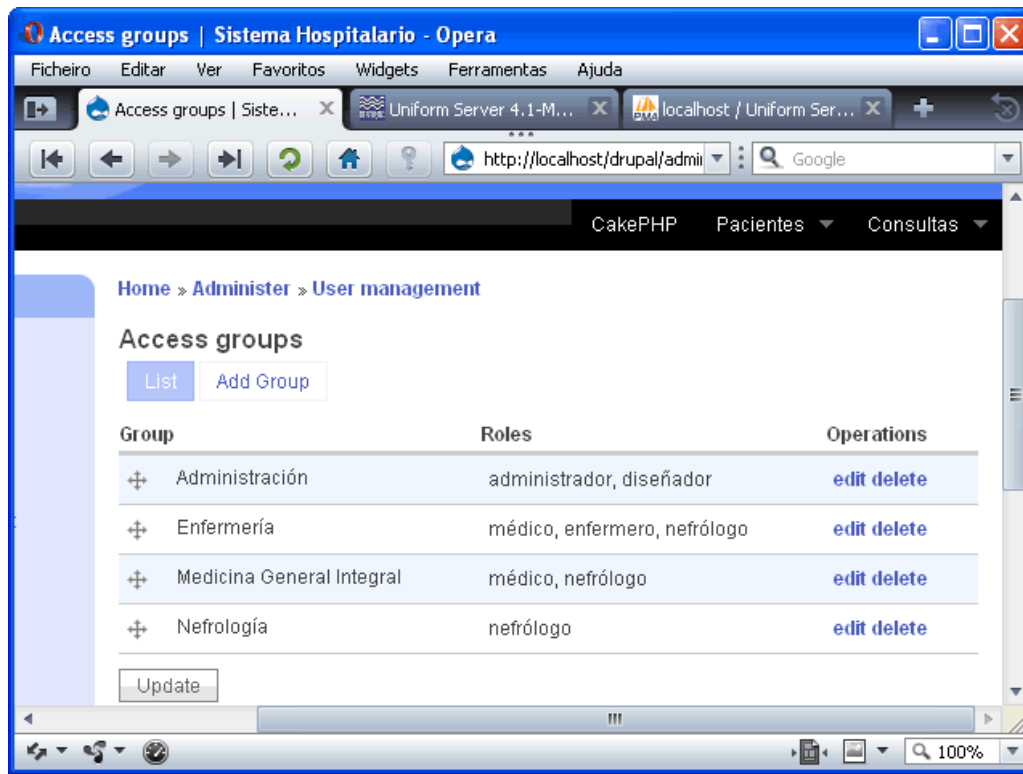 Access groups | Sistema Hospitalario - Opera
Ficheiro Editar Ver Favoritos Widgets Ferramentas Ajuda
Access groups | Siste... Uniform Server 4.1-M... localhost / Uniform Ser...
http://localhost/drupal/admin Google
CakePHP Pacientes Consultas
Home » Administer » User management
Access groups
List Add Group
Group Roles Operations
Administración administrador, diseñador edit delete
Enfermería médico, enfermero, nefrólogo edit delete
Medicina General Integral médico, nefrólogo edit delete
Nefrología nefrólogo edit delete
Update
100%